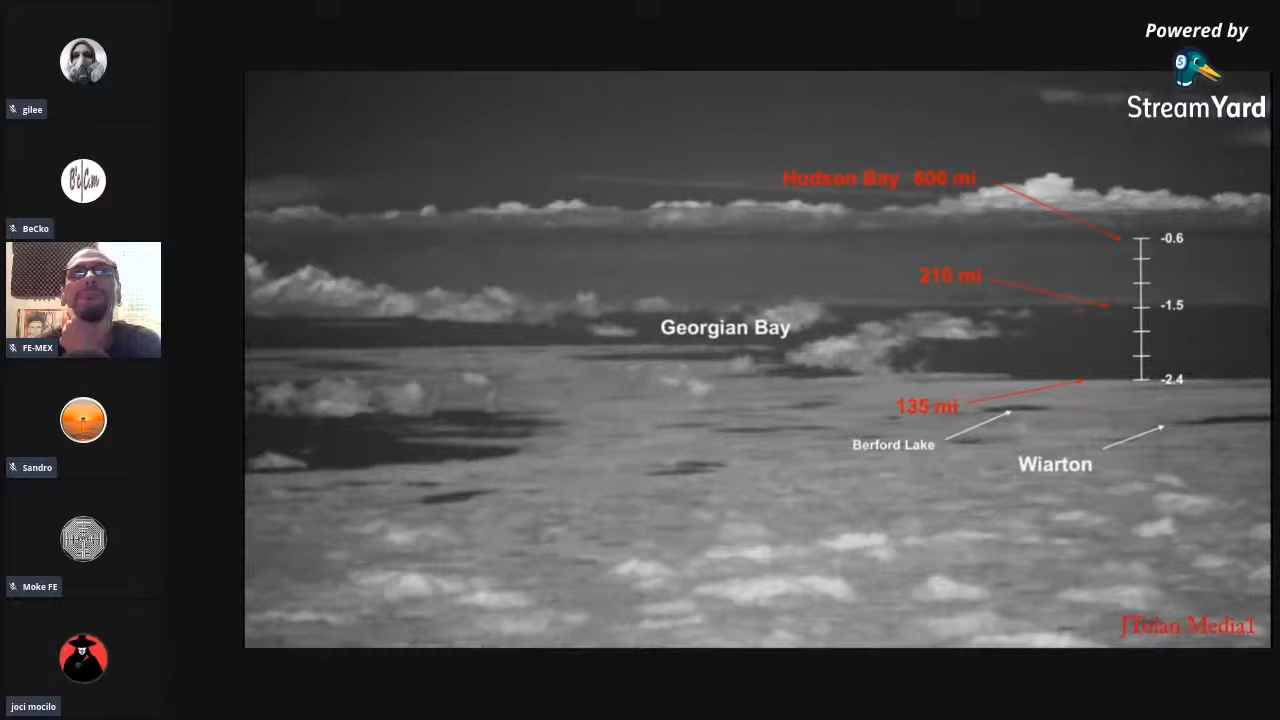 Powered by
StreamYard
gilee
BeCko
FE-MEX
Sandro
Moke FE
joci mocilo
Hudson Bay 600 mi
-0.6
210 mi
-1.5
Georgian Bay
-2.4
135 mi
Berford Lake
Wiarton
JTolan Media1